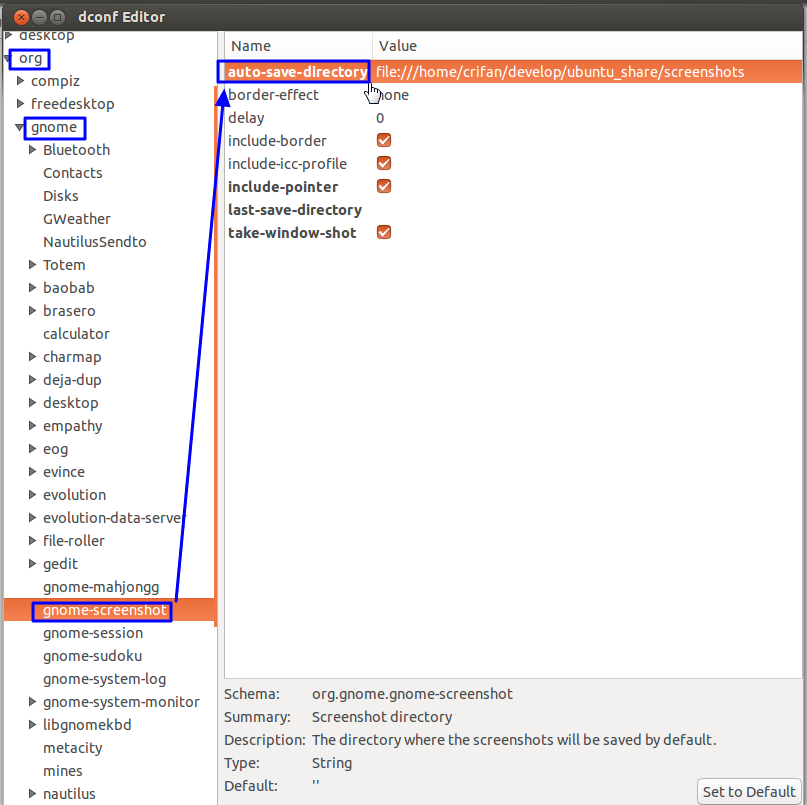 dconf Editor
desktop
org
compiz
freedesktop
gnome
Bluetooth
Contacts
Disks
GWeather
NautilusSendto
Totem
baobab
brasero
calculator
charmap
deja-dup
desktop
empathy
eog
evince
evolution
evolution-data-server
file-roller
gedit
gnome-mahjongg
gnome-screenshot
gnome-session
gnome-sudoku
gnome-system-log
gnome-system-monitor
libgnomekbd
metacity
mines
nautilus
Name Value
auto-save-directory file:///home/crifan/develop/ubuntu_share/screenshots
border-effect none
delay 0
include-border
include-icc-profile
include-pointer
last-save-directory
take-window-shot
Schema: org.gnome.gnome-screenshot
Summary: Screenshot directory
Description: The directory where the screenshots will be saved by default.
Type: String
Default: ''
Set to Default